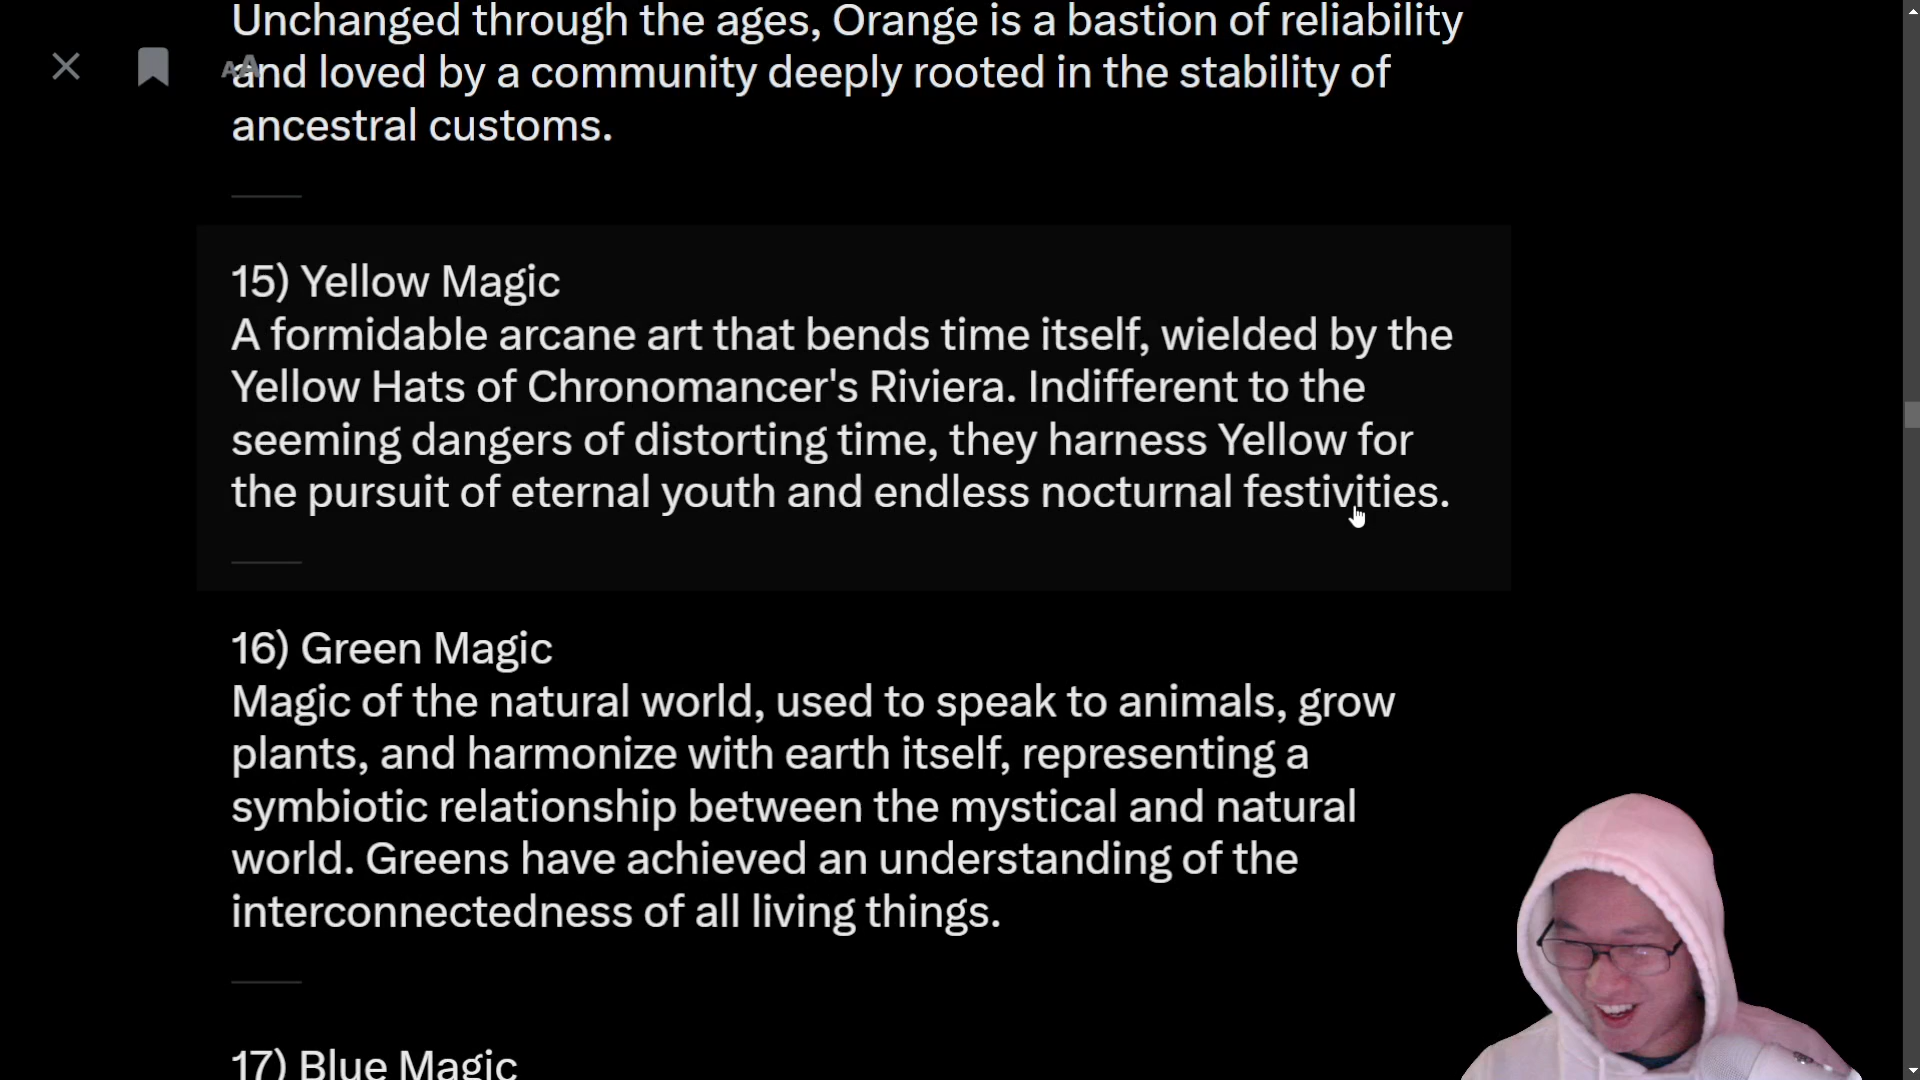 Unchanged through the ages, Orange is a bastion of reliability
and loved by a community deeply rooted in the stability of
ancestral customs.
AA
15) Yellow Magic
A formidable arcane art that bends time itself, wielded by the
Yellow Hats of Chronomancer's Riviera. Indifferent to the
seeming dangers of distorting time, they harness Yellow for
the pursuit of eternal youth and endless nocturnal festivities.
16) Green Magic
Magic of the natural world, used to speak to animals, grow
plants, and harmonize with earth itself, representing a
symbiotic relationship between the mystical and natural
world. Greens have achieved an understanding of the
interconnectedness of all living things.
17) Blue Magic